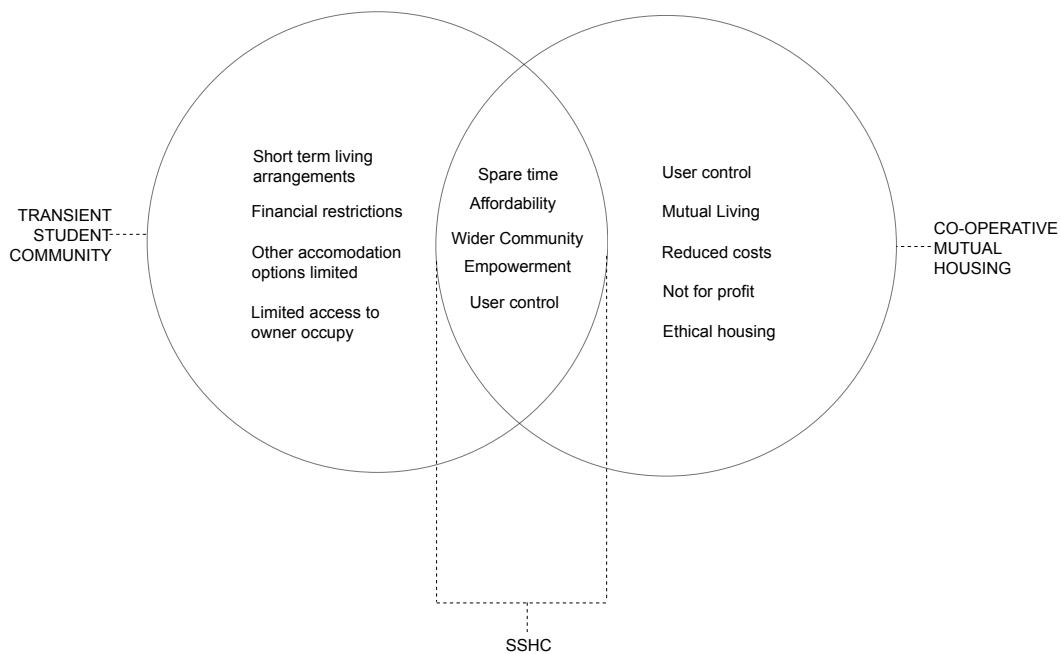 TRANSIENT
STUDENT
COMMUNITY
Short term living
arrangements
Financial restrictions
Other accomodation
options limited
Limited access to
owner occupy
Spare time
Affordability
Wider Community
Empowerment
User control
User control
Mutual Living
Reduced costs
Not for profit
Ethical housing
CO-OPERATIVE
MUTUAL
HOUSING
SSHC